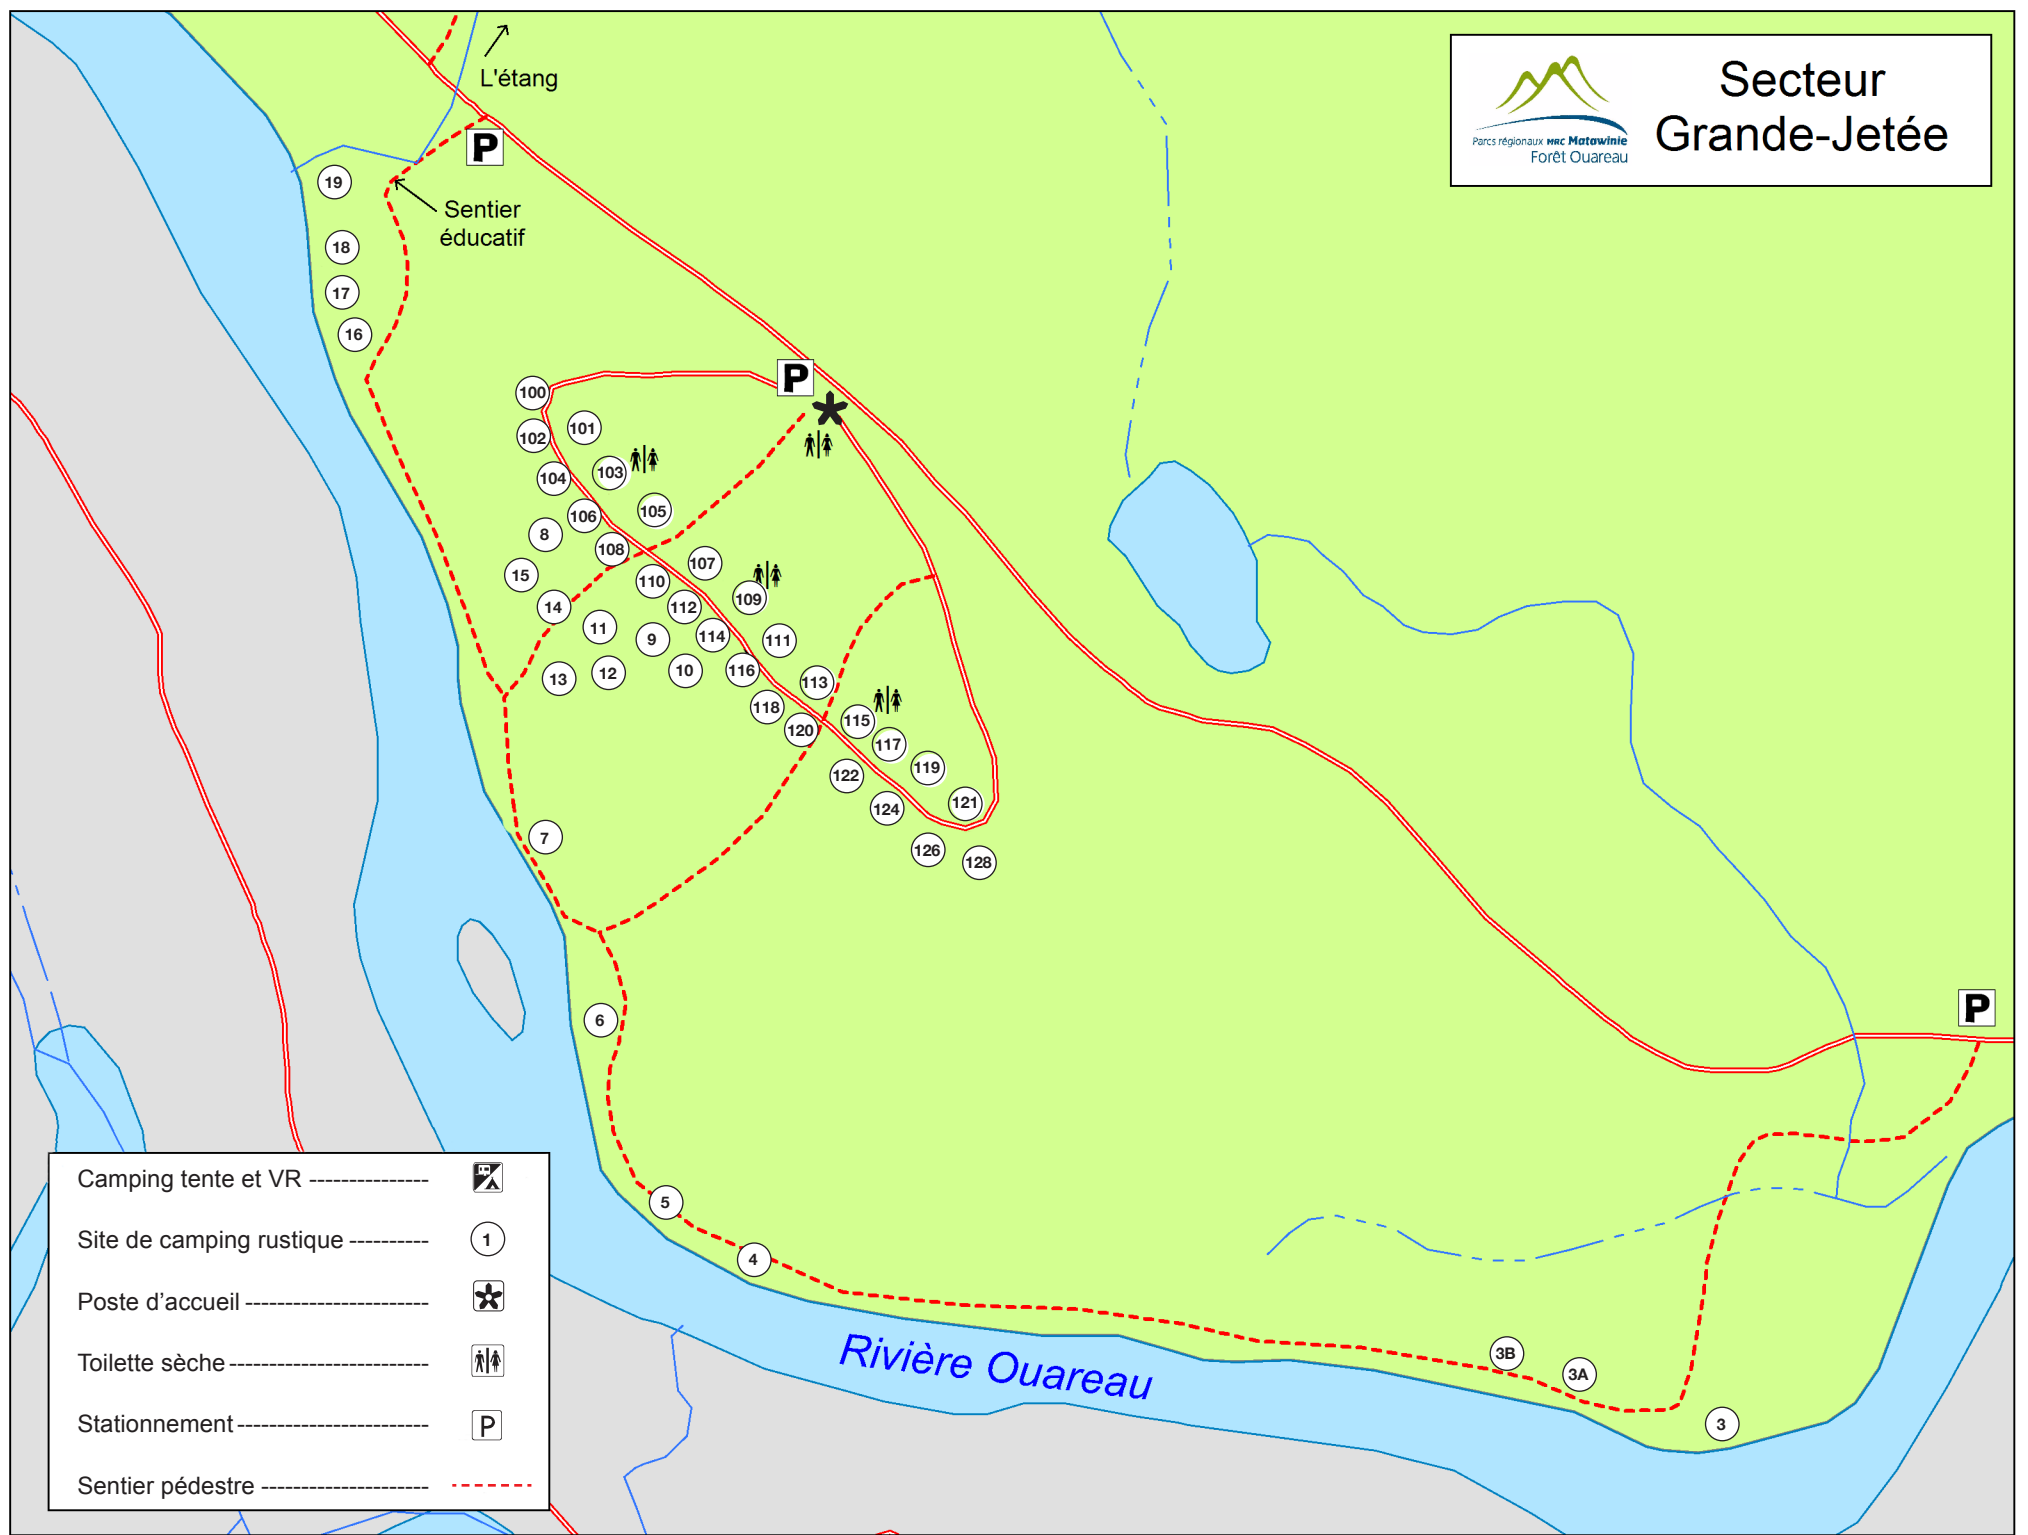 L'étang
P
Secteur
Grande-Jetée
Parcs régionaux MRC Matawinie
Forêt Ouareau
19
Sentier
éducatif
18
17
16
P
100
101
102
103
104
105
106
8
108
107
15
110
109
14
112
11
9
114
111
13
12
10
116
113
118
120
115
117
122
119
124
121
7
126
128
6
P
5
4
Camping tente et VR ---------------
Site de camping rustique ----------
1
Poste d’accueil -----------------------
Toilette sèche -------------------------
Stationnement ------------------------
P
Sentier pédestre ---------------------
Rivière Ouareau
3B
3A
3